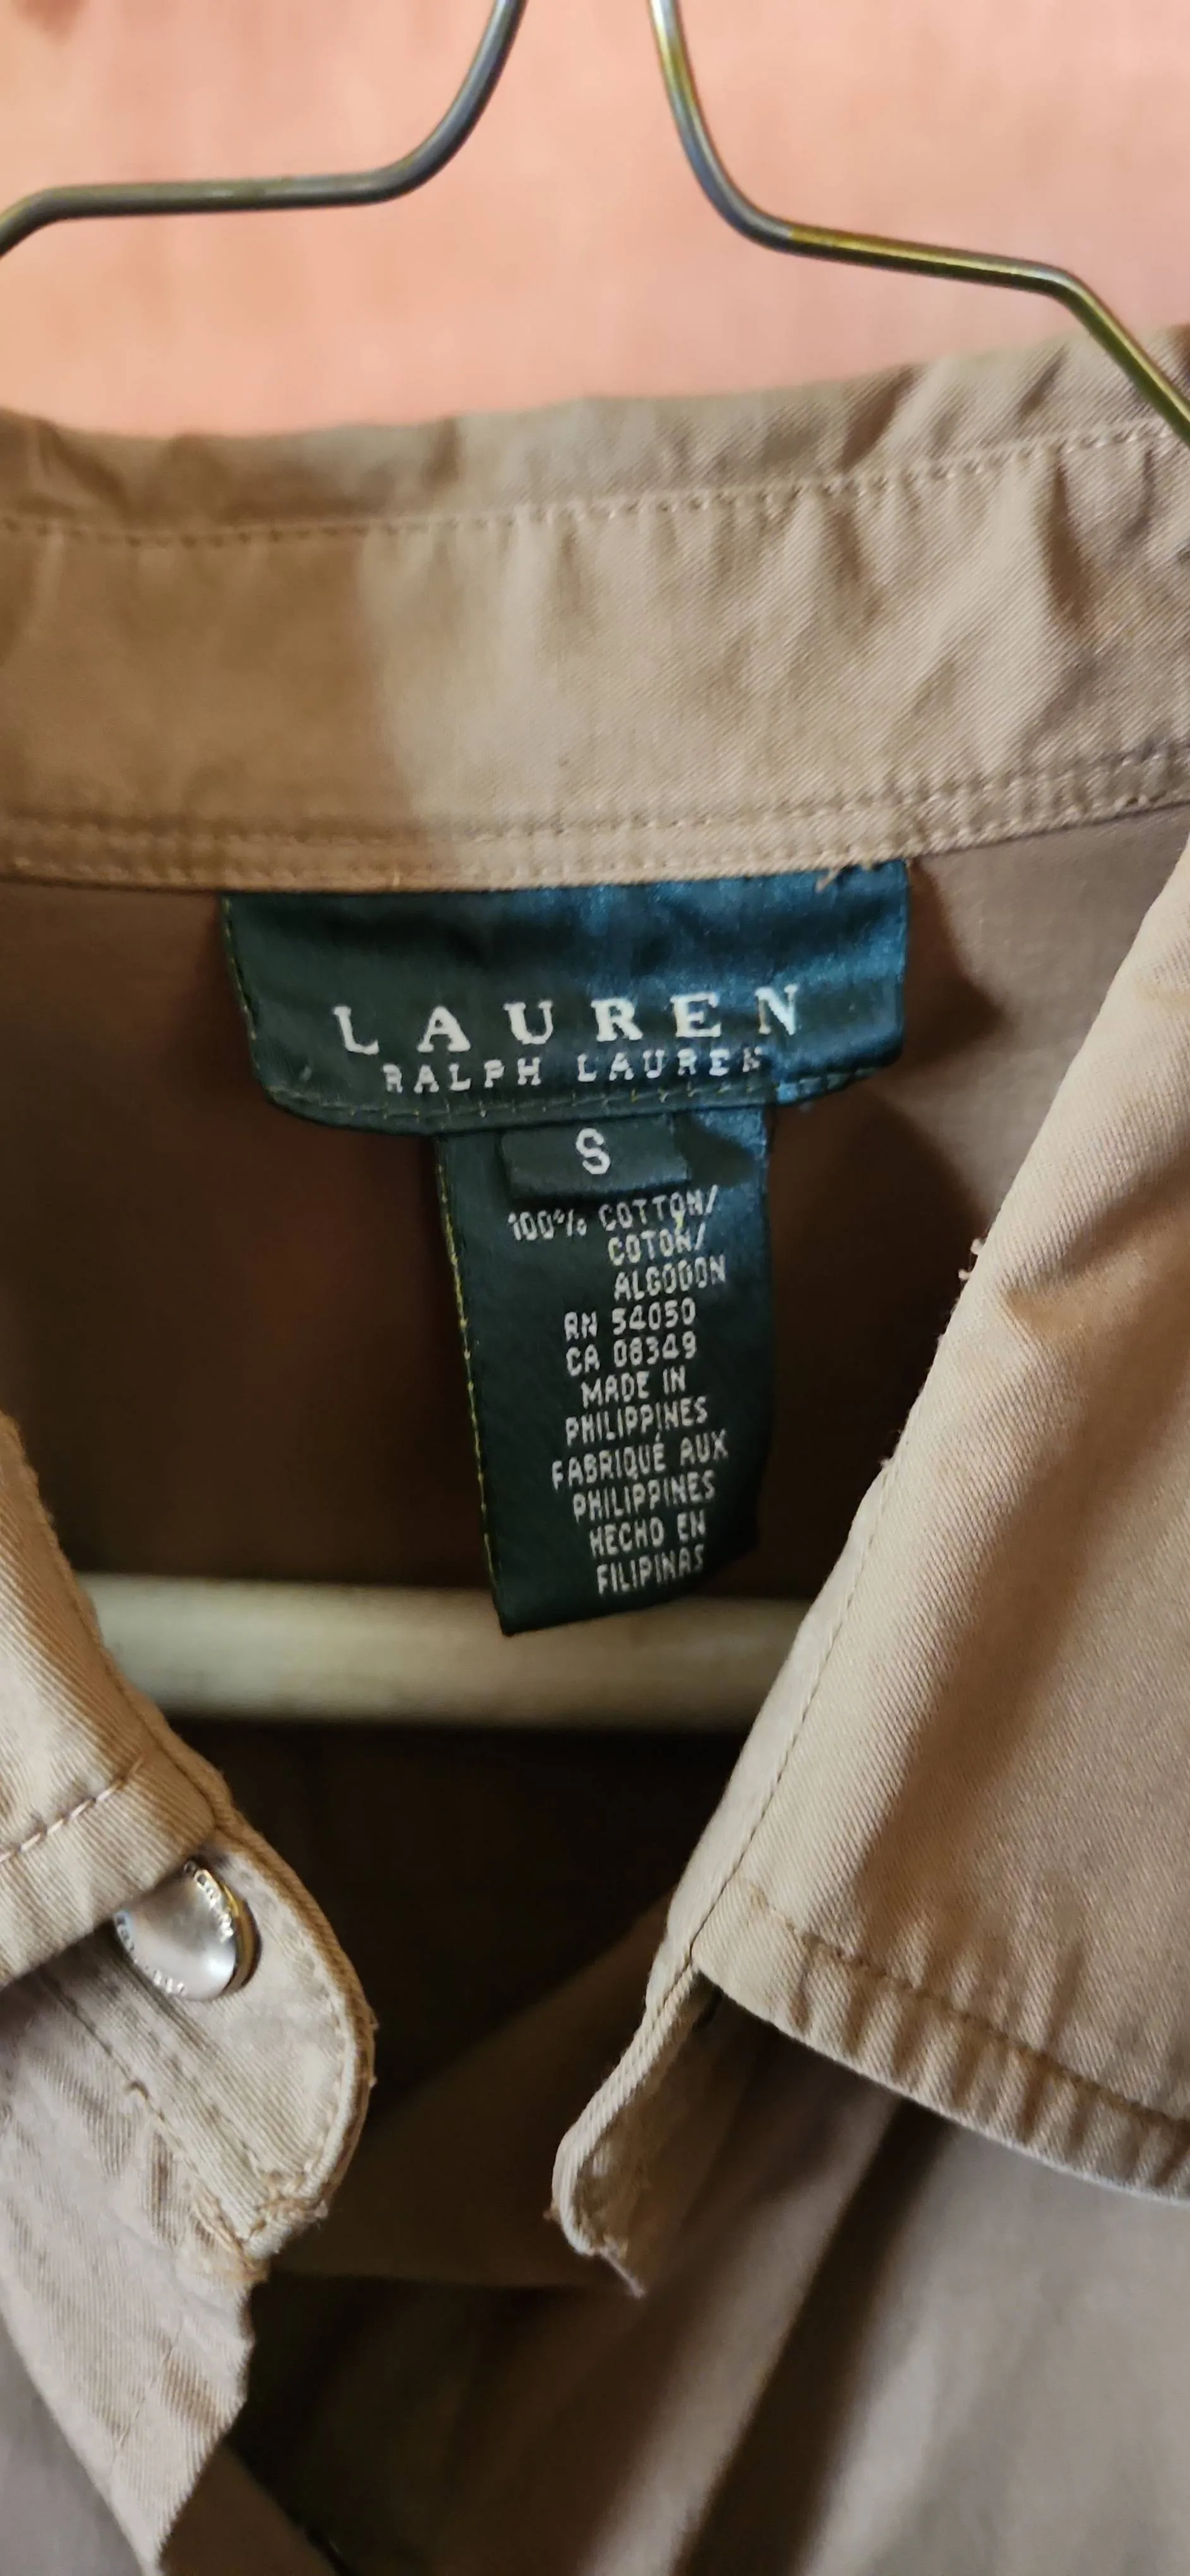 LAUREN
RALPH LAUREN
S
100% COTTON/
COTON/
ALGODON
RN 54050
CA 08349
MADE IN
PHILIPPINES
FABRIQUÉ AUX
PHILIPPINES
HECHO EN
FILIPINAS